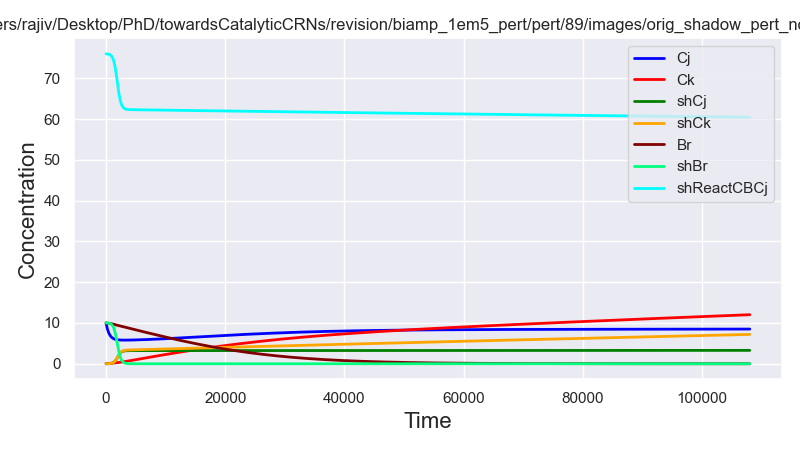 ers/rajiv/Desktop/PhD/towardsCatalyticCRNs/revision/biamp_1em5_pert/pert/89/images/orig_shadow_pert_no
Concentration
70
60
50
40
30
20
10
0
0
20000
40000
60000
80000
100000
Time
Cj
Ck
shCj
shCk
Br
shBr
shReactCBCj